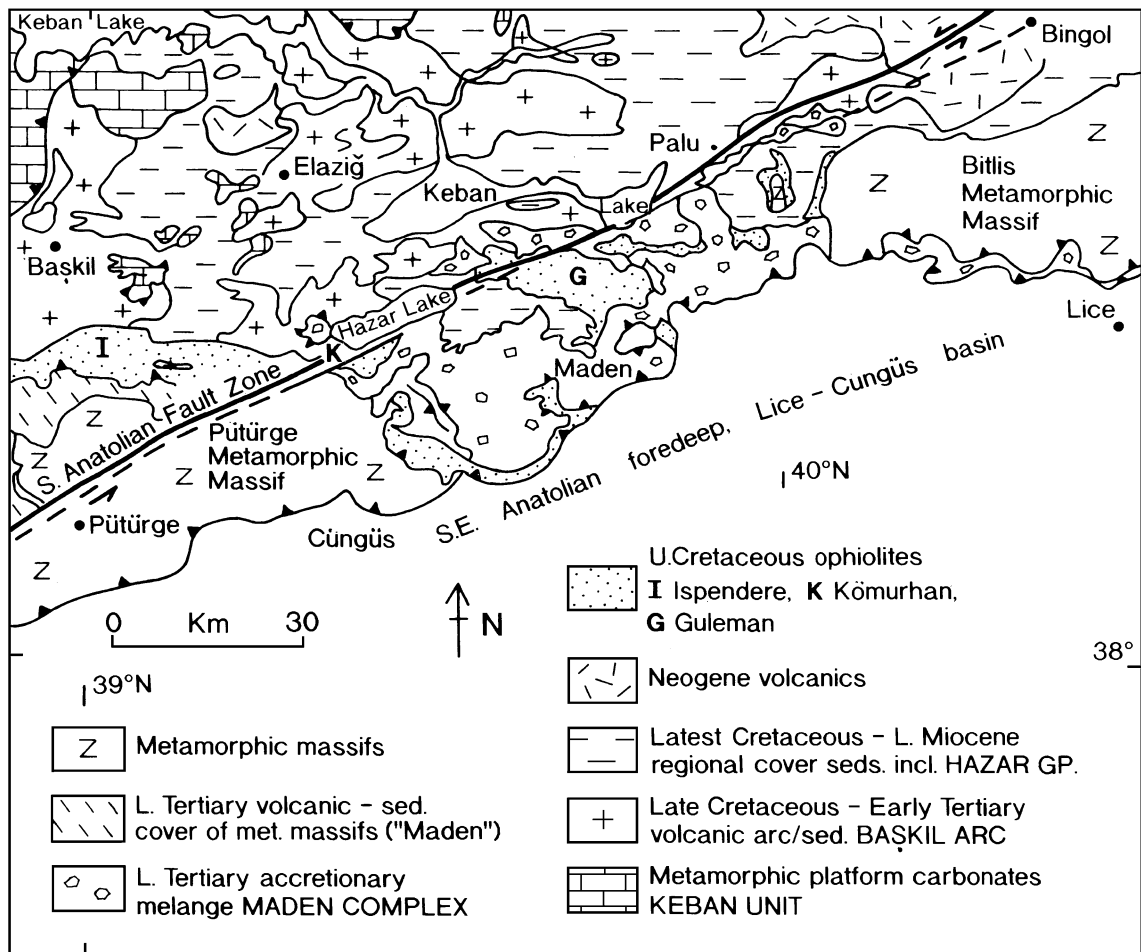 Keban Lake
Bingol
Palu
Elaziğ
Keban
Lake
Bitlis
Metamorphic
Massif
Z
Z
Z
Z
Başkil
G
Hazar Lake
Lice
I
K
Maden
S. Anatolian Fault Zone
Z
Z
Z
Z
Z
Pütürge
Metamorphic
Massif
S.E. Anatolian foredeep, Lice - Cungüs basin
40°N
Pütürge
Cüngüs
0 Km 30
N
39°N
38°
U.Cretaceous ophiolites
I Ispendere, K Kömurhan,
G Guleman
Neogene volcanics
Z Metamorphic massifs
Latest Cretaceous - L. Miocene
regional cover seds. incl. HAZAR GP.
L. Tertiary volcanic - sed.
cover of met. massifs ("Maden")
Late Cretaceous - Early Tertiary
volcanic arc/sed. BAŞKIL ARC
L. Tertiary accretionary
melange MADEN COMPLEX
Metamorphic platform carbonates
KEBAN UNIT